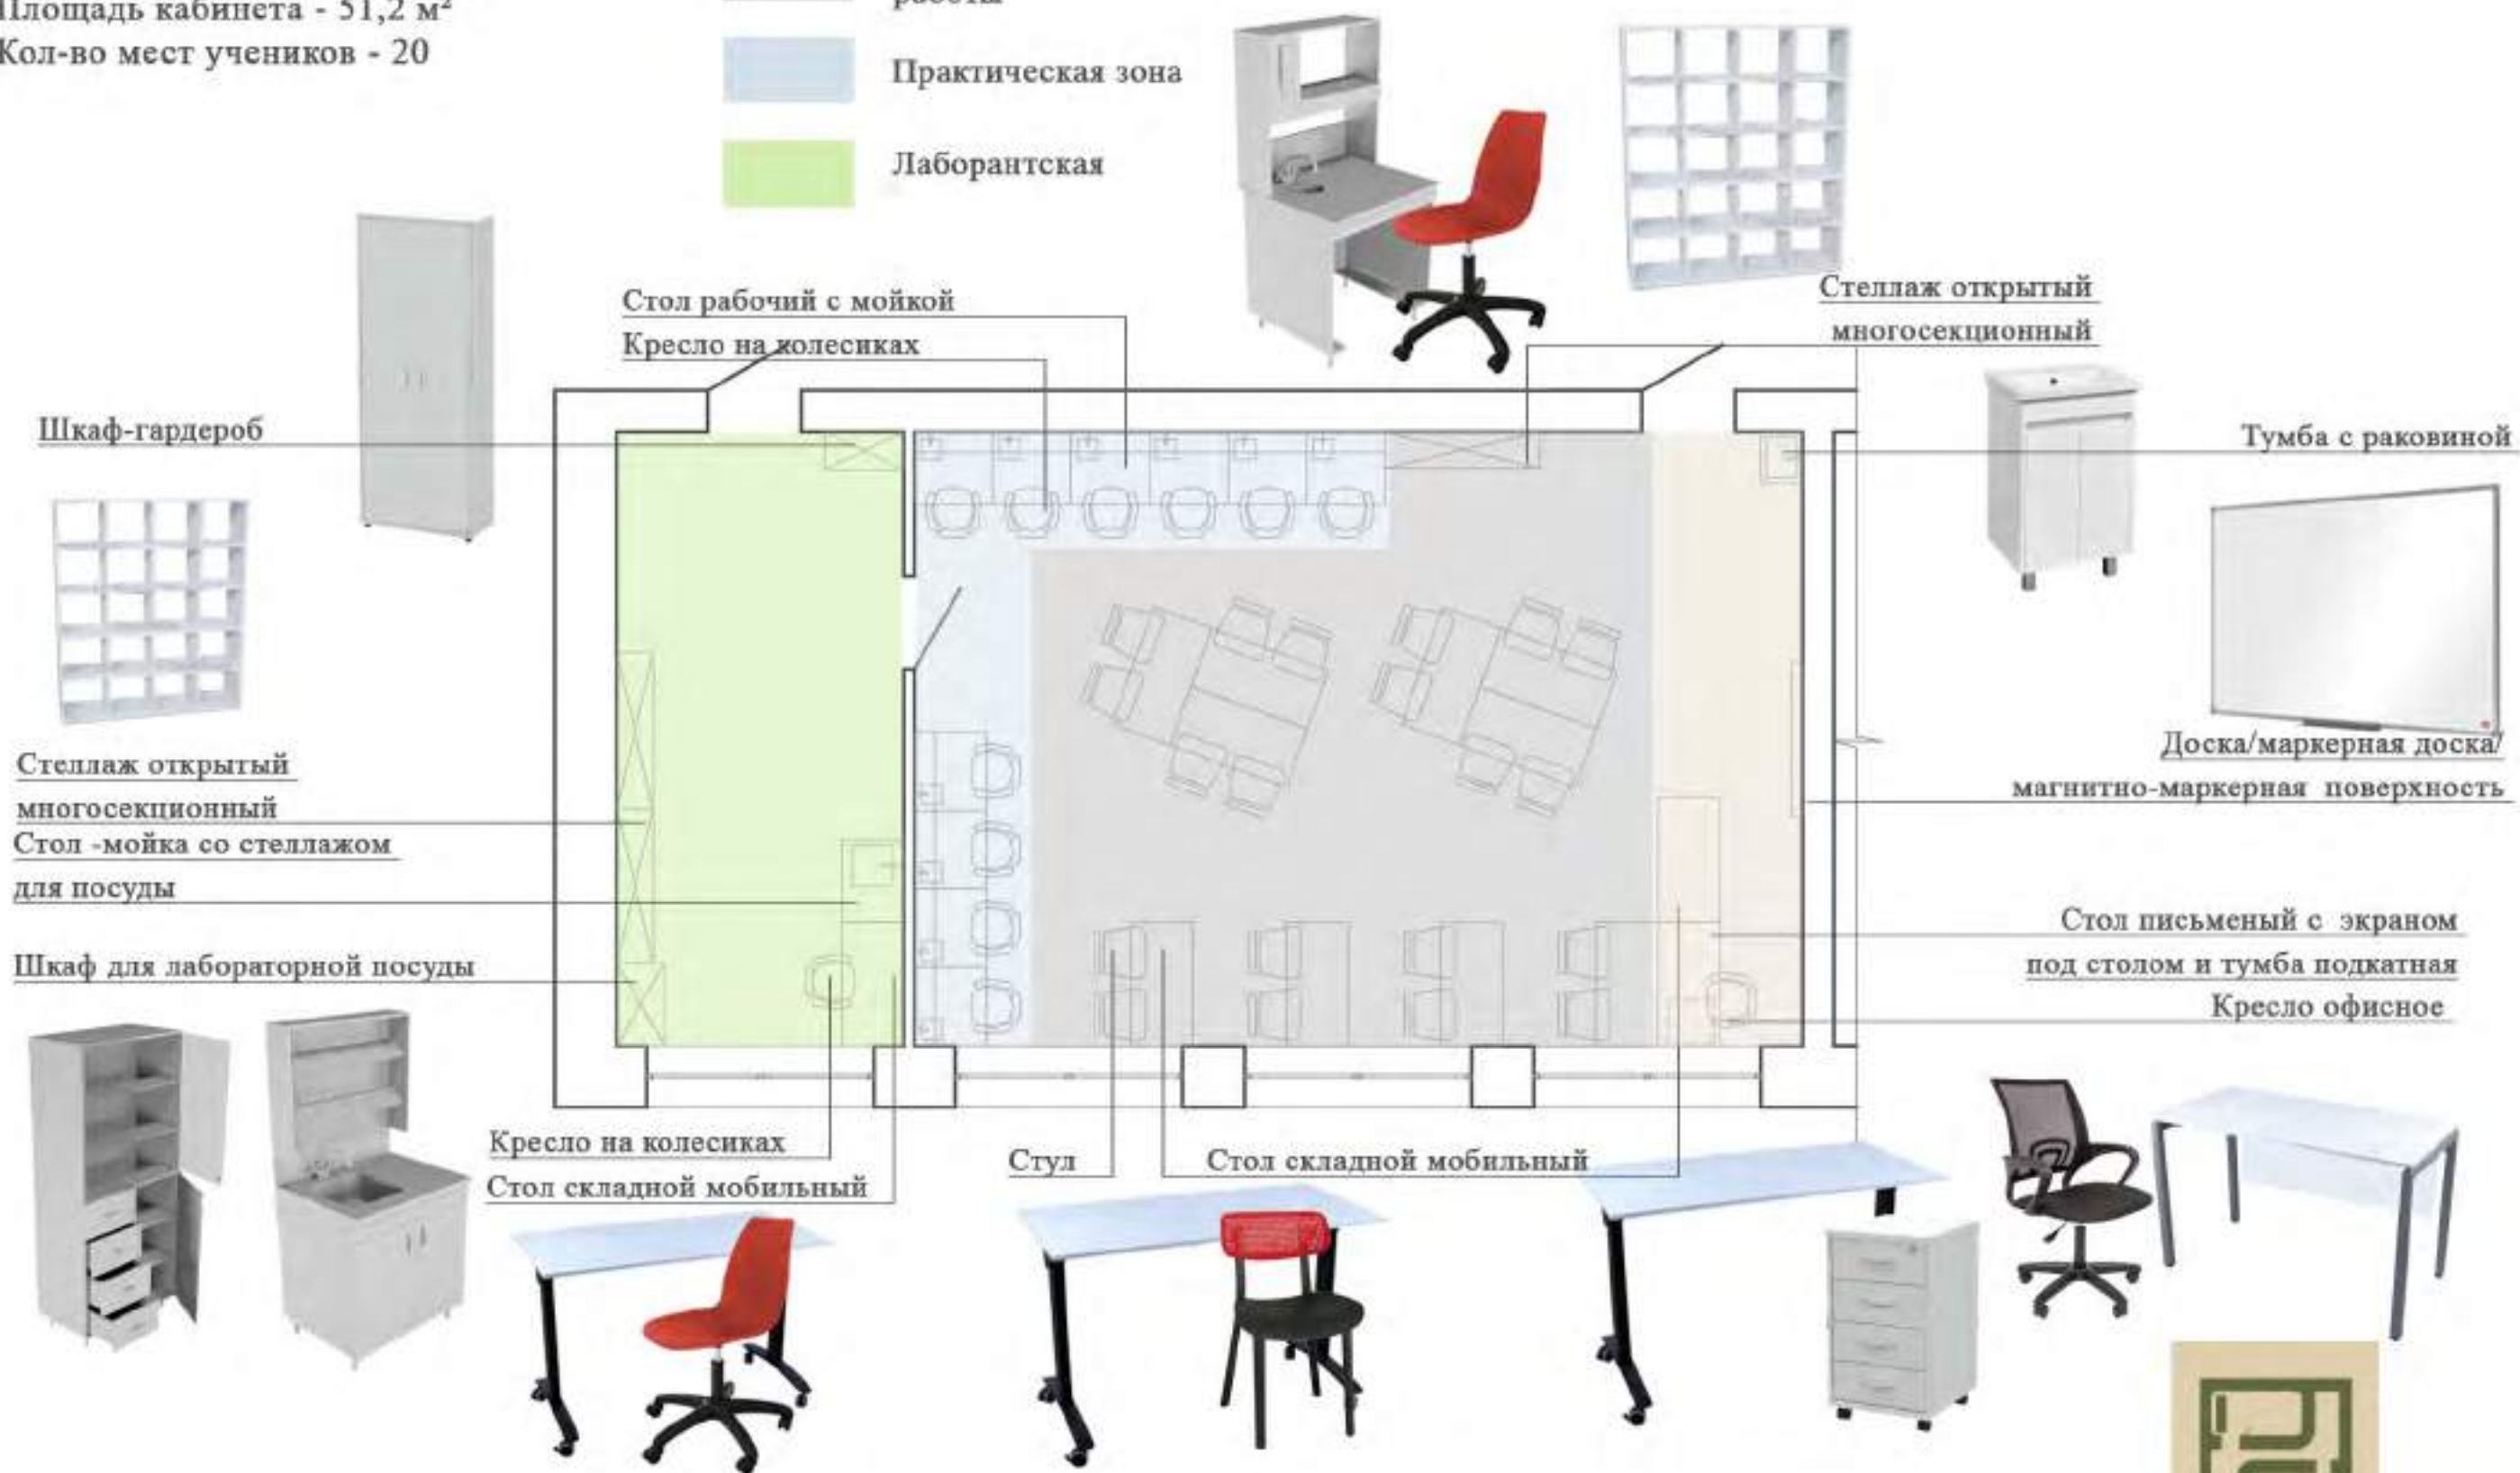 Площадь кабинета - 51,2 м²
Кол-во мест учеников - 20
работы
Практическая зона
Лаборантская
Стол рабочий с мойкой
Кресло на колесиках
Стеллаж открытый
многосекционный
Шкаф-гардероб
Тумба с раковиной
Стеллаж открытый
многосекционный
Стол -мойка со стеллажом
для посуды
Шкаф для лабораторной посуды
Доска/маркерная доска/
магнитно-маркерная поверхность
Стол письменый с экраном
под столом и тумба подкатная
Кресло офисное
Кресло на колесиках
Стол складной мобильный
Стул
Стол складной мобильный